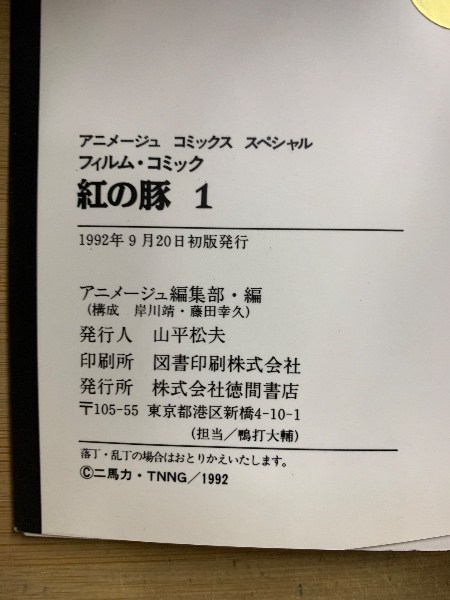 アニメージュ コミックス スペシャル
フィルム・コミック
紅の豚 1
1992年9月20日初版発行
アニメージュ編集部・編
(構成 岸川靖・藤田幸久)
発行人 山平松夫
印刷所 図書印刷株式会社
発行所 株式会社徳間書店
〒105-55 東京都港区新橋4-10-1
(担当/鴨打大輔)
落丁・乱丁の場合はおとりかえいたします。
©二馬力・TNNG/1992